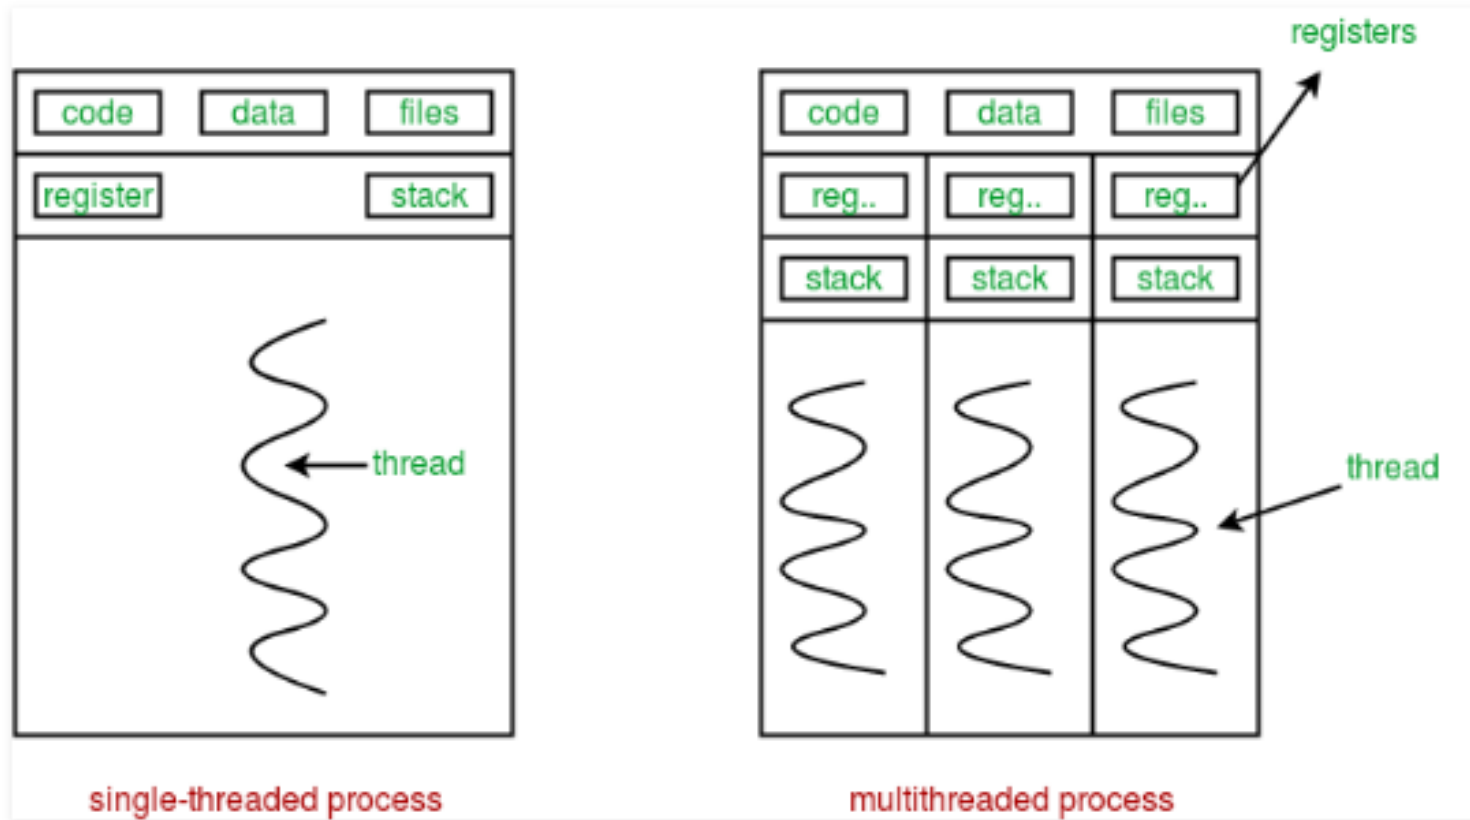 registers
code data files
register stack
thread
single-threaded process
code data files
reg.. reg.. reg..
stack stack stack
thread
multithreaded process